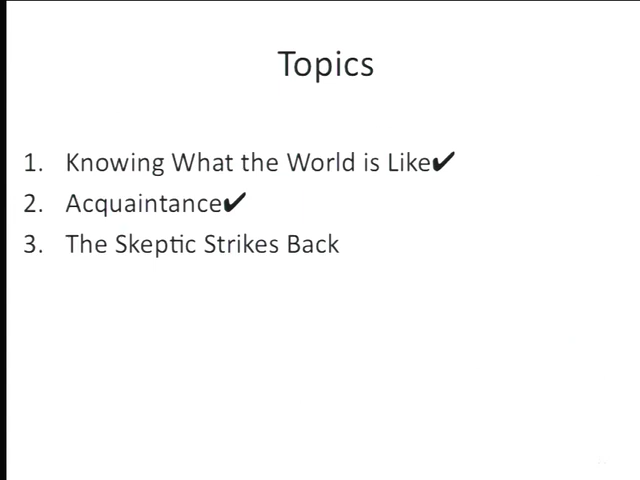 Topics
1. Knowing What the World is Like✔
2. Acquaintance✔
3. The Skeptic Strikes Back